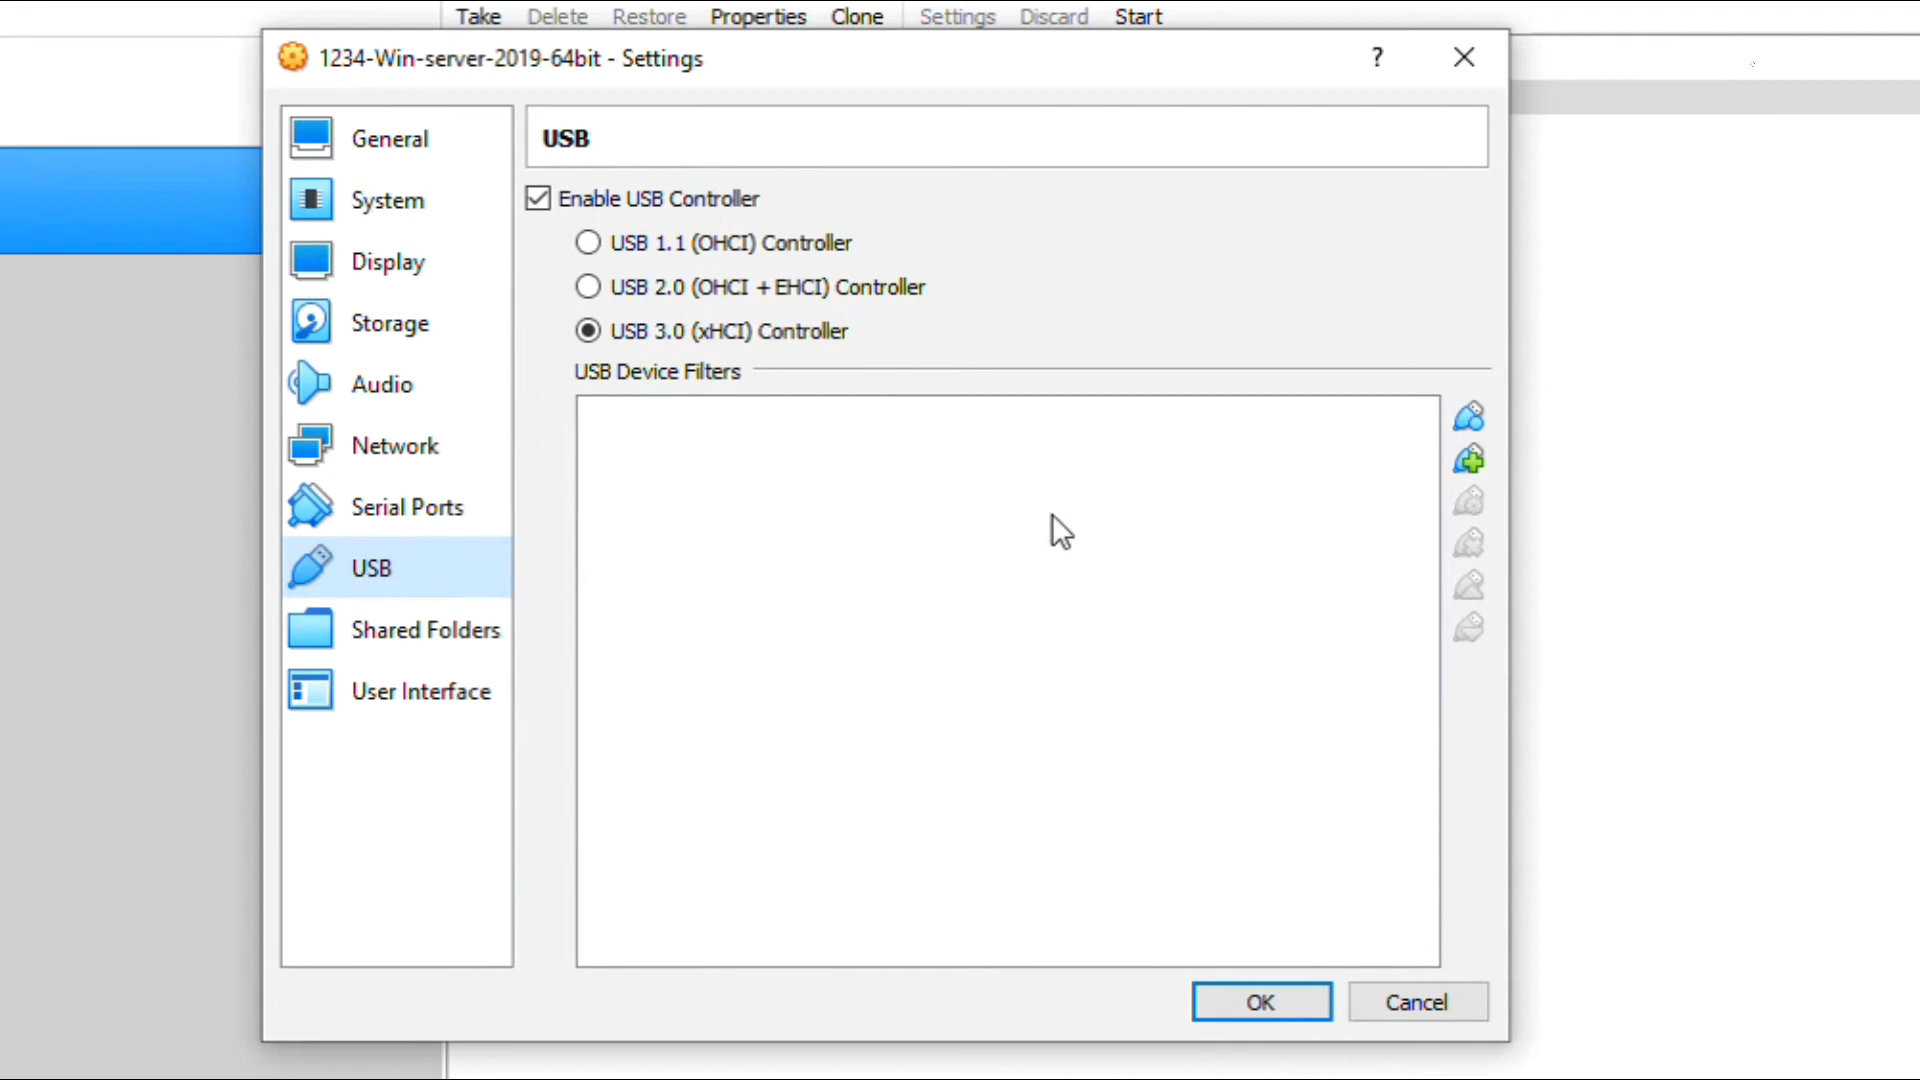 Take Delete Restore Properties Clone Settings Discard Start
1234-Win-server-2019-64bit - Settings ?
General
System
Display
Storage
Audio
Network
Serial Ports
USB
Shared Folders
User Interface
USB
Enable USB Controller
USB 1.1 (OHCI) Controller
USB 2.0 (OHCI + EHCI) Controller
USB 3.0 (xHCI) Controller
USB Device Filters
OK Cancel